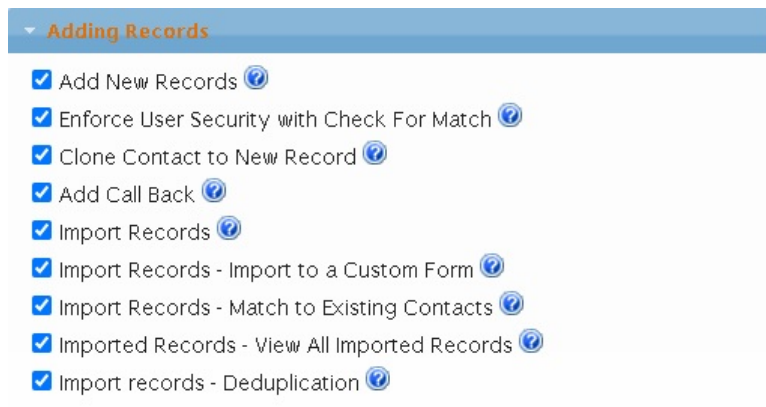 Adding Records
Add New Records
Enforce User Security with Check For Match
Clone Contact to New Record
Add Call Back
Import Records
Import Records - Import to a Custom Form
Import Records - Match to Existing Contacts
Imported Records - View All Imported Records
Import records - Deduplication